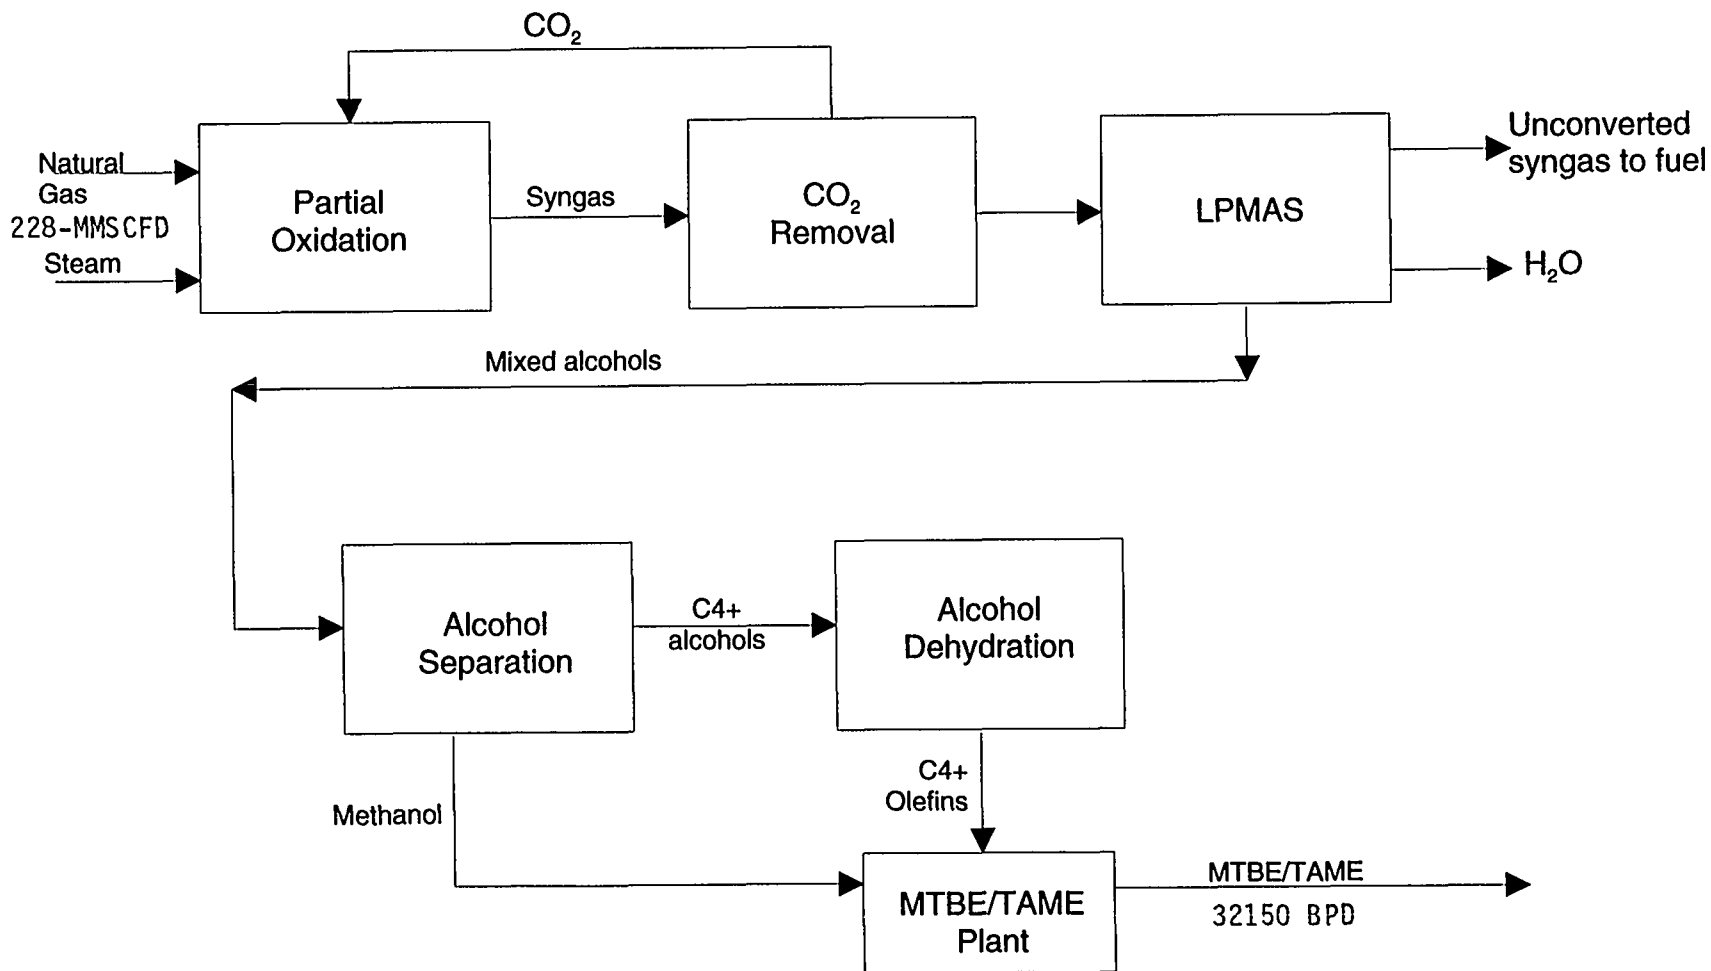 CO₂
Natural
Gas
228-MMSCFD
Steam
Partial
Oxidation
Syngas
CO₂
Removal
LPMAS
Unconverted
syngas to fuel
H₂O
Mixed alcohols
Alcohol
Separation
C4+
alcohols
Alcohol
Dehydration
Methanol
C4+
Olefins
MTBE/TAME
Plant
MTBE/TAME
32150 BPD